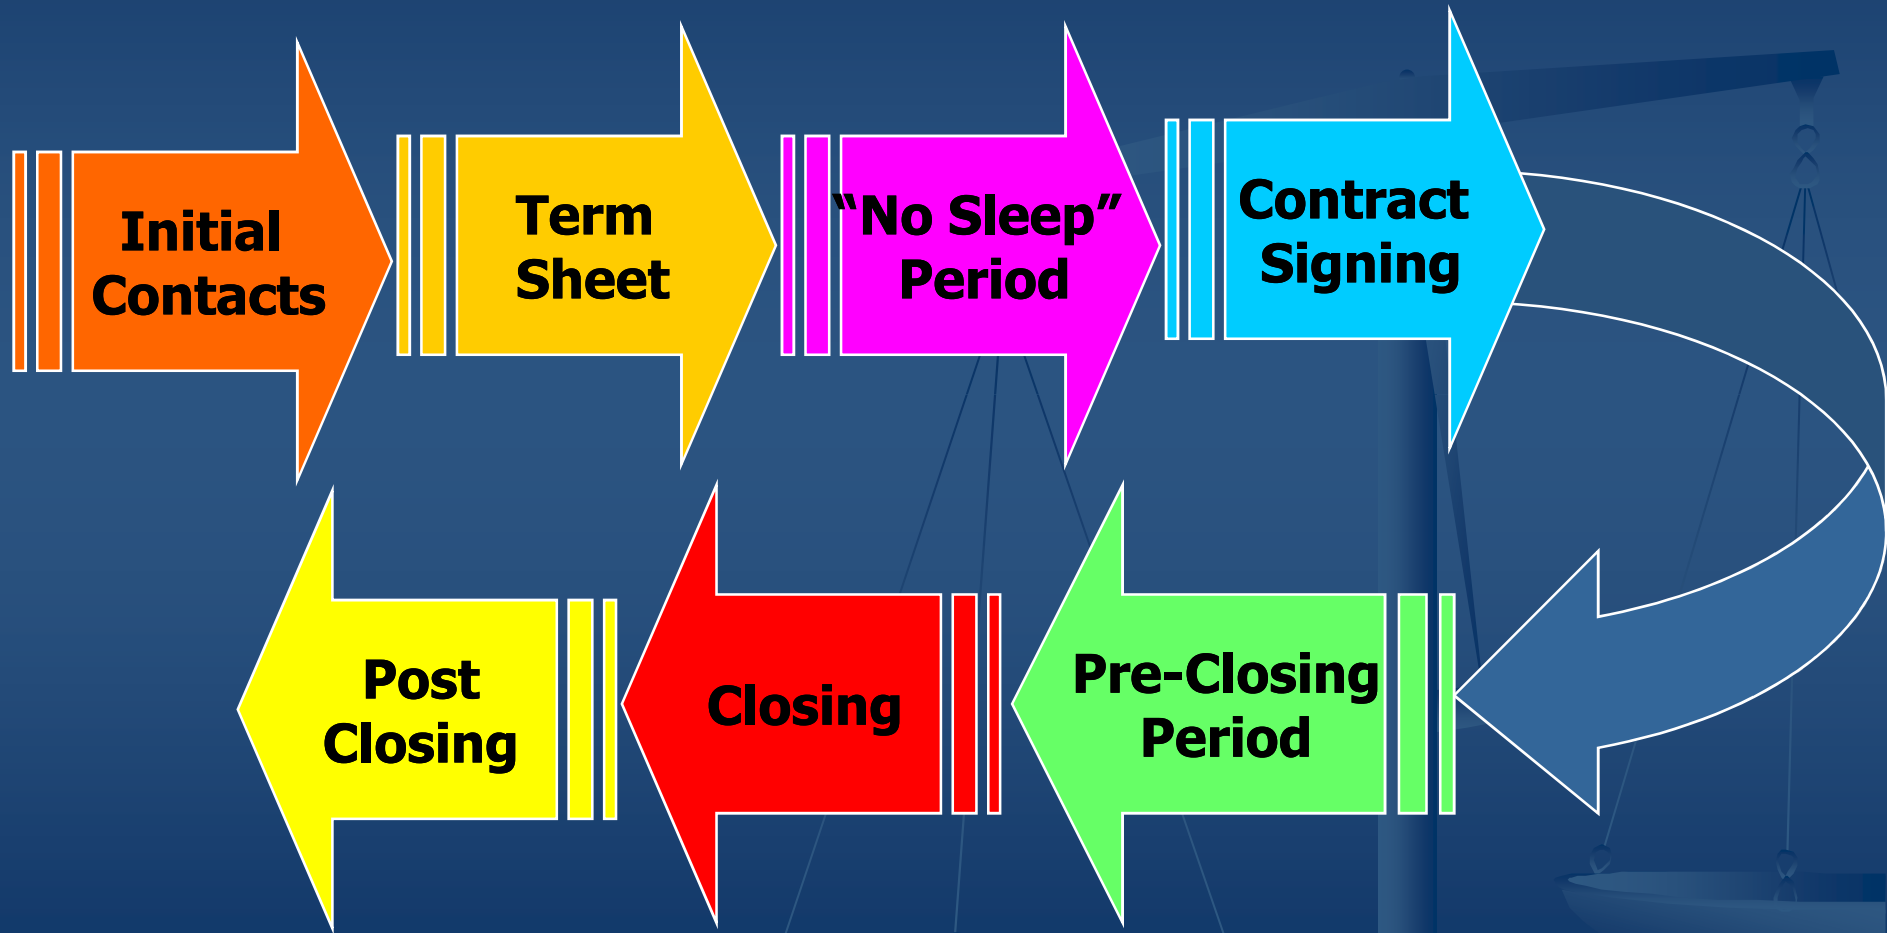 Initial
Contacts
Term
Sheet
“No Sleep”
Period
Contract
Signing
Pre-Closing
Period
Closing
Post
Closing